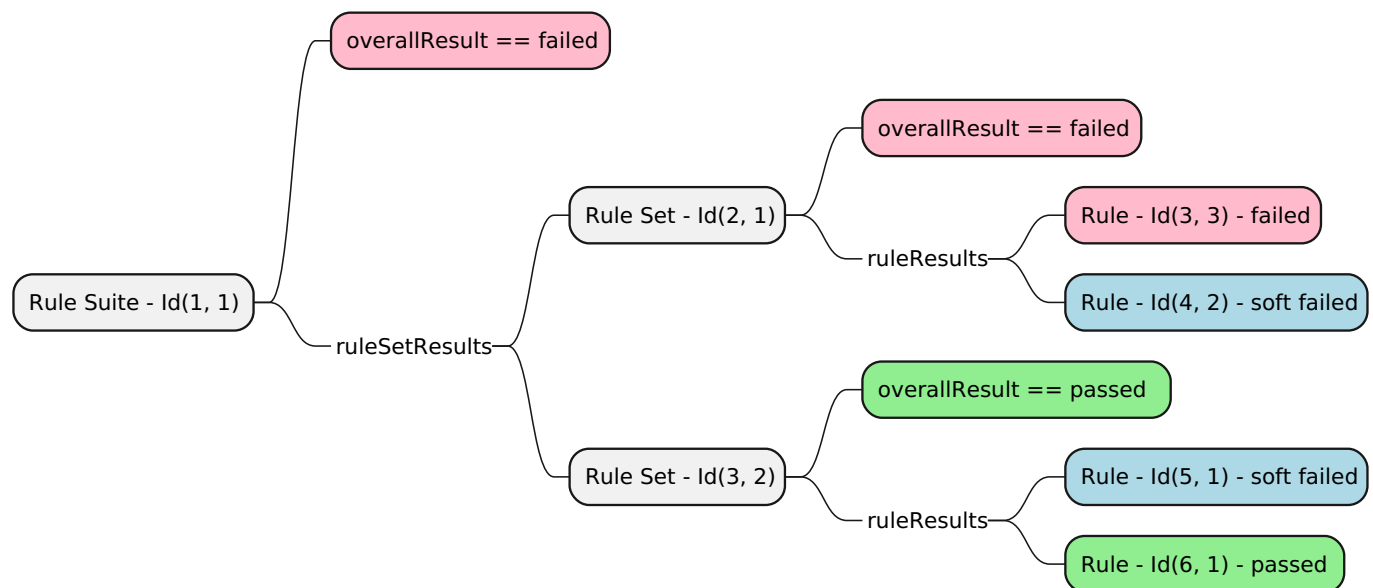 overallResult == failed
overallResult == failed
Rule Set - Id(2, 1)
Rule - Id(3, 3) - failed
ruleResults
Rule Suite - Id(1, 1)
Rule - Id(4, 2) - soft failed
ruleSetResults
overallResult == passed
Rule Set - Id(3, 2)
Rule - Id(5, 1) - soft failed
ruleResults
Rule - Id(6, 1) - passed